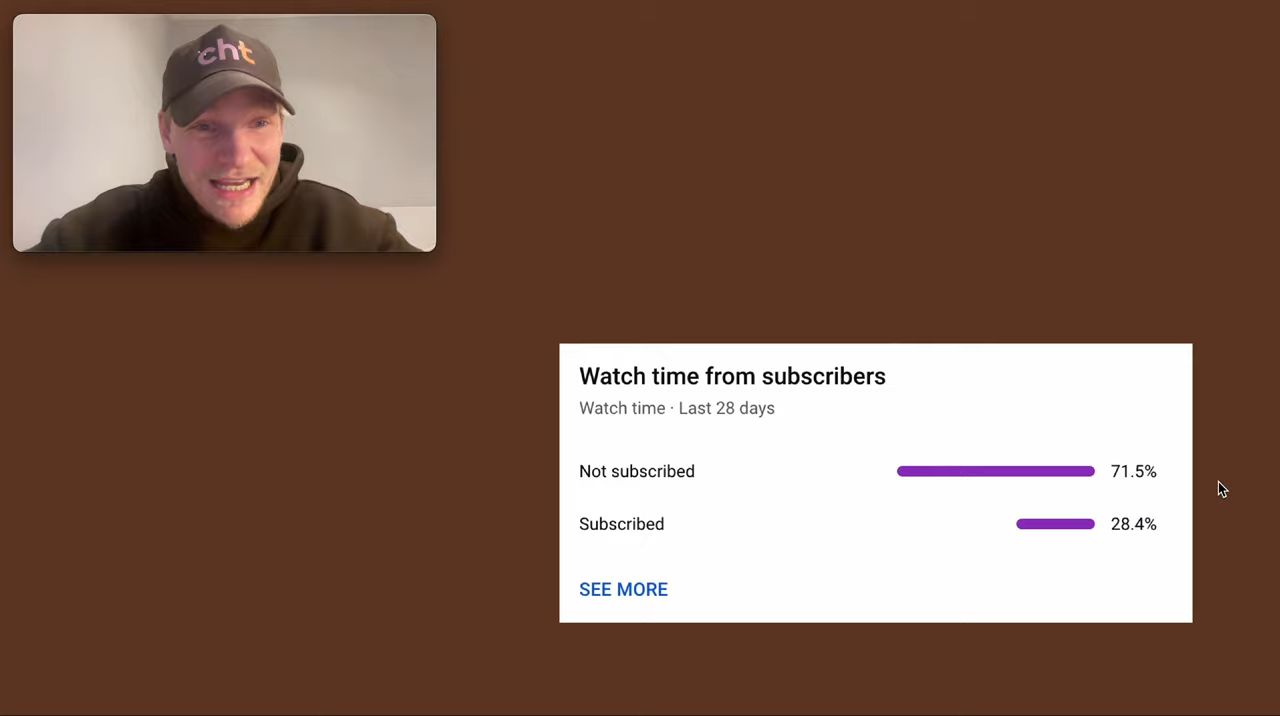 cht
Watch time from subscribers
Watch time · Last 28 days
Not subscribed 71.5%
Subscribed 28.4%
SEE MORE